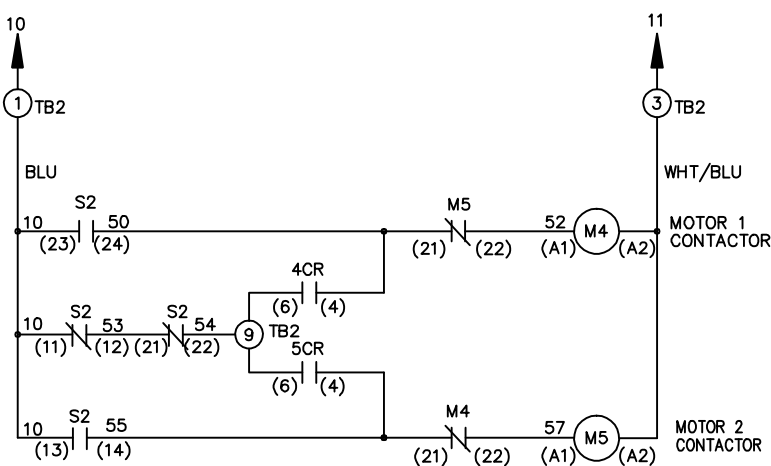 10
11
1
TB2
3
TB2
BLU
WHT/BLU
S2
M5
10
50
52
M4
MOTOR 1
CONTACTOR
(23)
(24)
(21)
(22)
(A1)
(A2)
4CR
(6)
(4)
10
S2
53
S2
54
9
TB2
(11)
(12)
(21)
(22)
5CR
(6)
(4)
10
S2
55
M4
57
M5
MOTOR 2
CONTACTOR
(13)
(14)
(21)
(22)
(A1)
(A2)